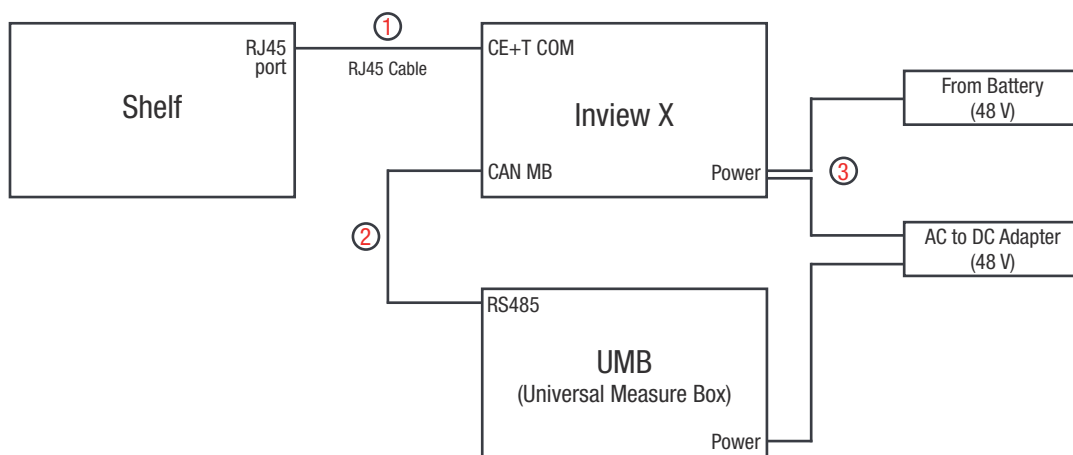 RJ45
port
Shelf
1
RJ45 Cable
CE+T COM
Inview X
CAN MB
Power
From Battery
(48 V)
3
AC to DC Adapter
(48 V)
2
RS485
UMB
(Universal Measure Box)
Power